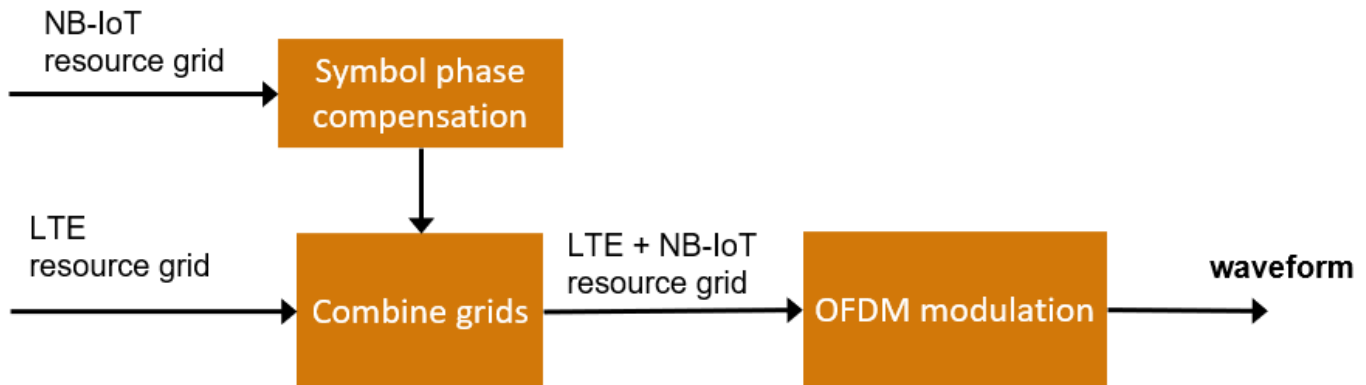 NB-IoT
resource grid
Symbol phase
compensation
LTE
resource grid
Combine grids
LTE + NB-IoT
resource grid
OFDM modulation
waveform